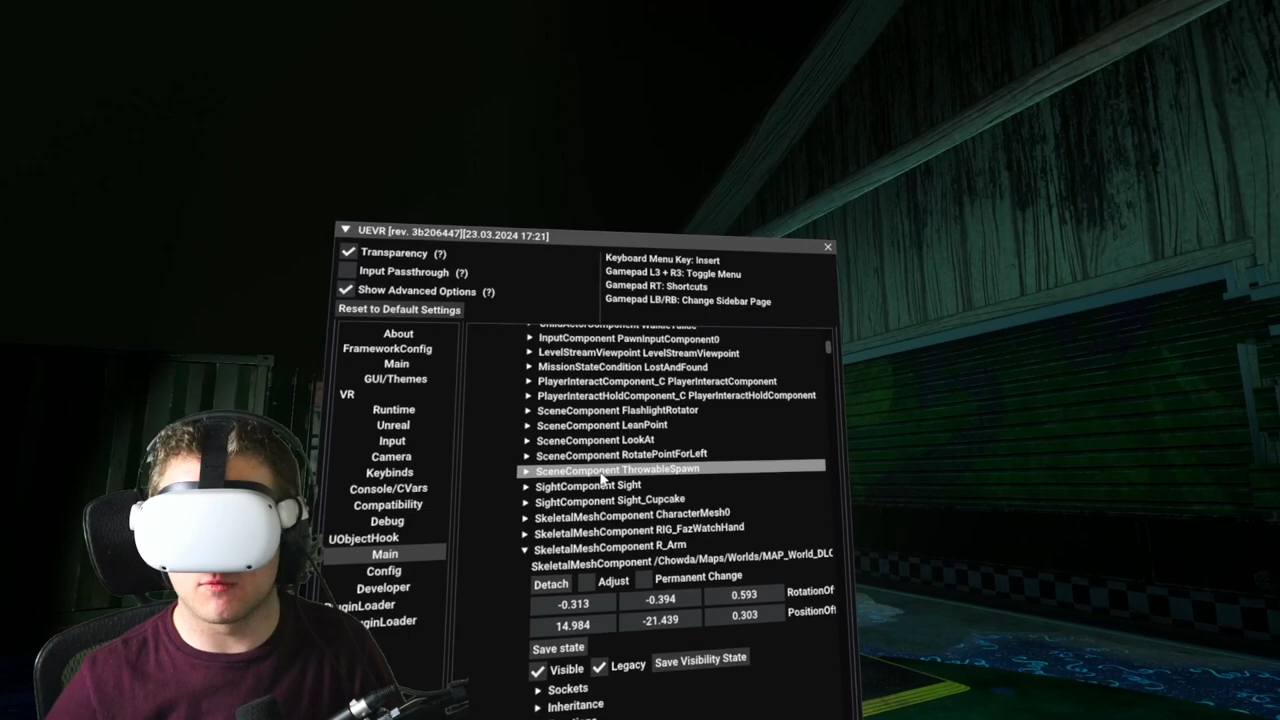 UEVR [rev. 3b206447][23.03.2024 17:21]
Transparency (?)
Input Passthrough (?)
Show Advanced Options (?)
Reset to Default Settings
Keyboard Menu Key: Insert
Gamepad L3 + R3: Toggle Menu
Gamepad RT: Shortcuts
Gamepad LB/RB: Change Sidebar Page
About
FrameworkConfig
Main
GUI/Themes
VR
Runtime
Unreal
Input
Camera
Keybinds
Console/CVars
Compatibility
Debug
UObjectHook
Main
Config
Developer
InputComponent PawnInputComponent0
LevelStreamViewpoint LevelStreamViewpoint
MissionStateCondition LostAndFound
PlayerInteractComponent_C PlayerInteractComponent
PlayerInteractHoldComponent_C PlayerInteractHoldComponent
SceneComponent FlashlightRotator
SceneComponent LeanPoint
SceneComponent LookAt
SceneComponent RotatePointForLeft
SceneComponent ThrowableSpawn
SightComponent Sight
SightComponent Sight_Cupcake
SkeletalMeshComponent CharacterMesh0
SkeletalMeshComponent RIG_FazWatchHand
SkeletalMeshComponent R_Arm
SkeletalMeshComponent /Chowda/Maps/Worlds/MAP_World_DLC
Detach Adjust Permanent Change
-0.313 -0.394 0.593 RotationOf
14.984 -21.439 0.303 PositionOf
Save state
Visible Legacy Save Visibility State
Sockets
Inheritance